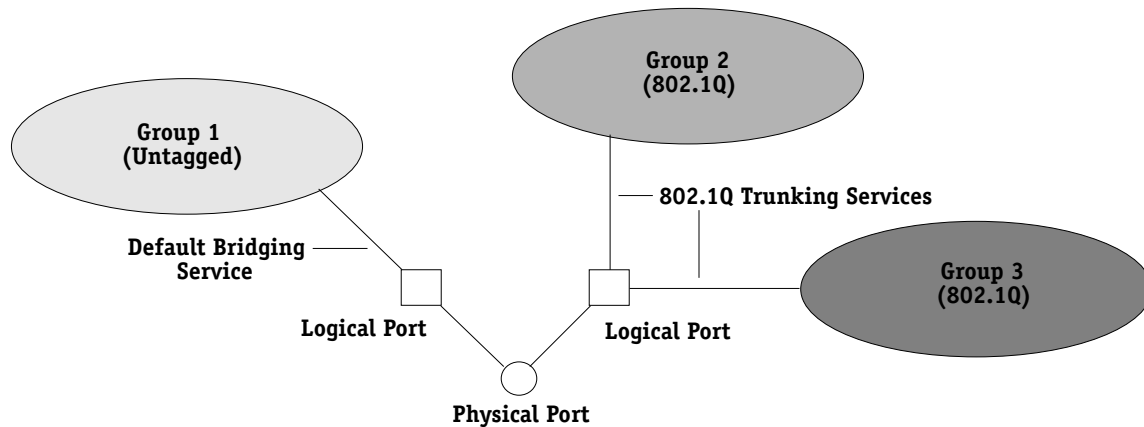 Group 1
(Untagged)
Group 2
(802.1Q)
802.1Q Trunking Services
Default Bridging
Service
Group 3
(802.1Q)
Logical Port
Logical Port
Physical Port